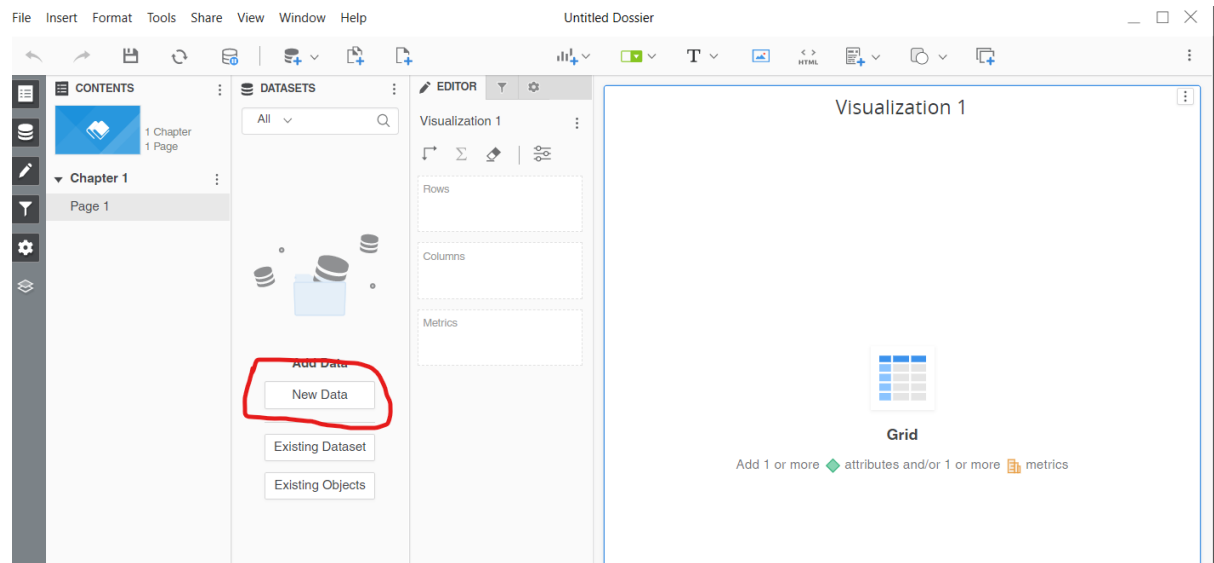 File Insert Format Tools Share View Window Help
Untitled Dossier
HTML
CONTENTS
1 Chapter
1 Page
Chapter 1
Page 1
DATASETS
All
Add Data
New Data
Existing Dataset
Existing Objects
EDITOR
Visualization 1
Rows
Columns
Metrics
Visualization 1
Grid
Add 1 or more attributes and/or 1 or more metrics